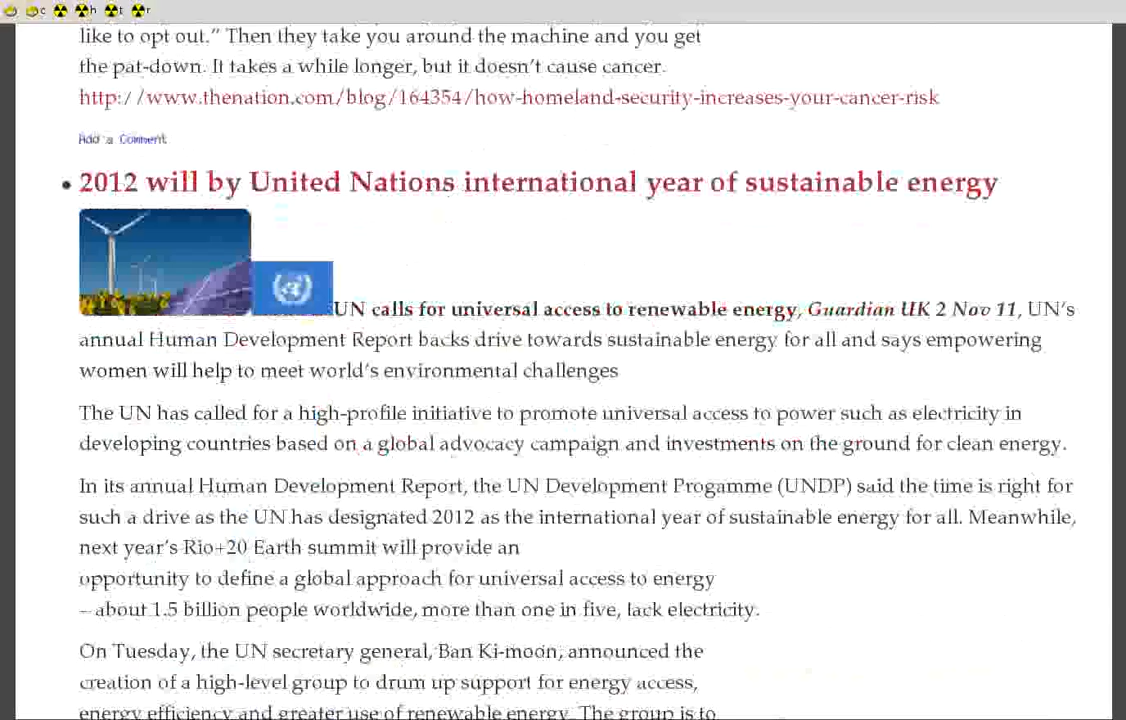 c h t r
like to opt out.” Then they take you around the machine and you get
the pat-down. It takes a while longer, but it doesn’t cause cancer.
http://www.thenation.com/blog/164354/how-homeland-security-increases-your-cancer-risk
Add a Comment
• 2012 will by United Nations international year of sustainable energy
UN calls for universal access to renewable energy, Guardian UK 2 Nov 11, UN’s
annual Human Development Report backs drive towards sustainable energy for all and says empowering
women will help to meet world’s environmental challenges
The UN has called for a high-profile initiative to promote universal access to power such as electricity in
developing countries based on a global advocacy campaign and investments on the ground for clean energy.
In its annual Human Development Report, the UN Development Progamme (UNDP) said the time is right for
such a drive as the UN has designated 2012 as the international year of sustainable energy for all. Meanwhile,
next year’s Rio+20 Earth summit will provide an
opportunity to define a global approach for universal access to energy
– about 1.5 billion people worldwide, more than one in five, lack electricity.
On Tuesday, the UN secretary general, Ban Ki-moon, announced the
creation of a high-level group to drum up support for energy access,
energy efficiency and greater use of renewable energy. The group is to